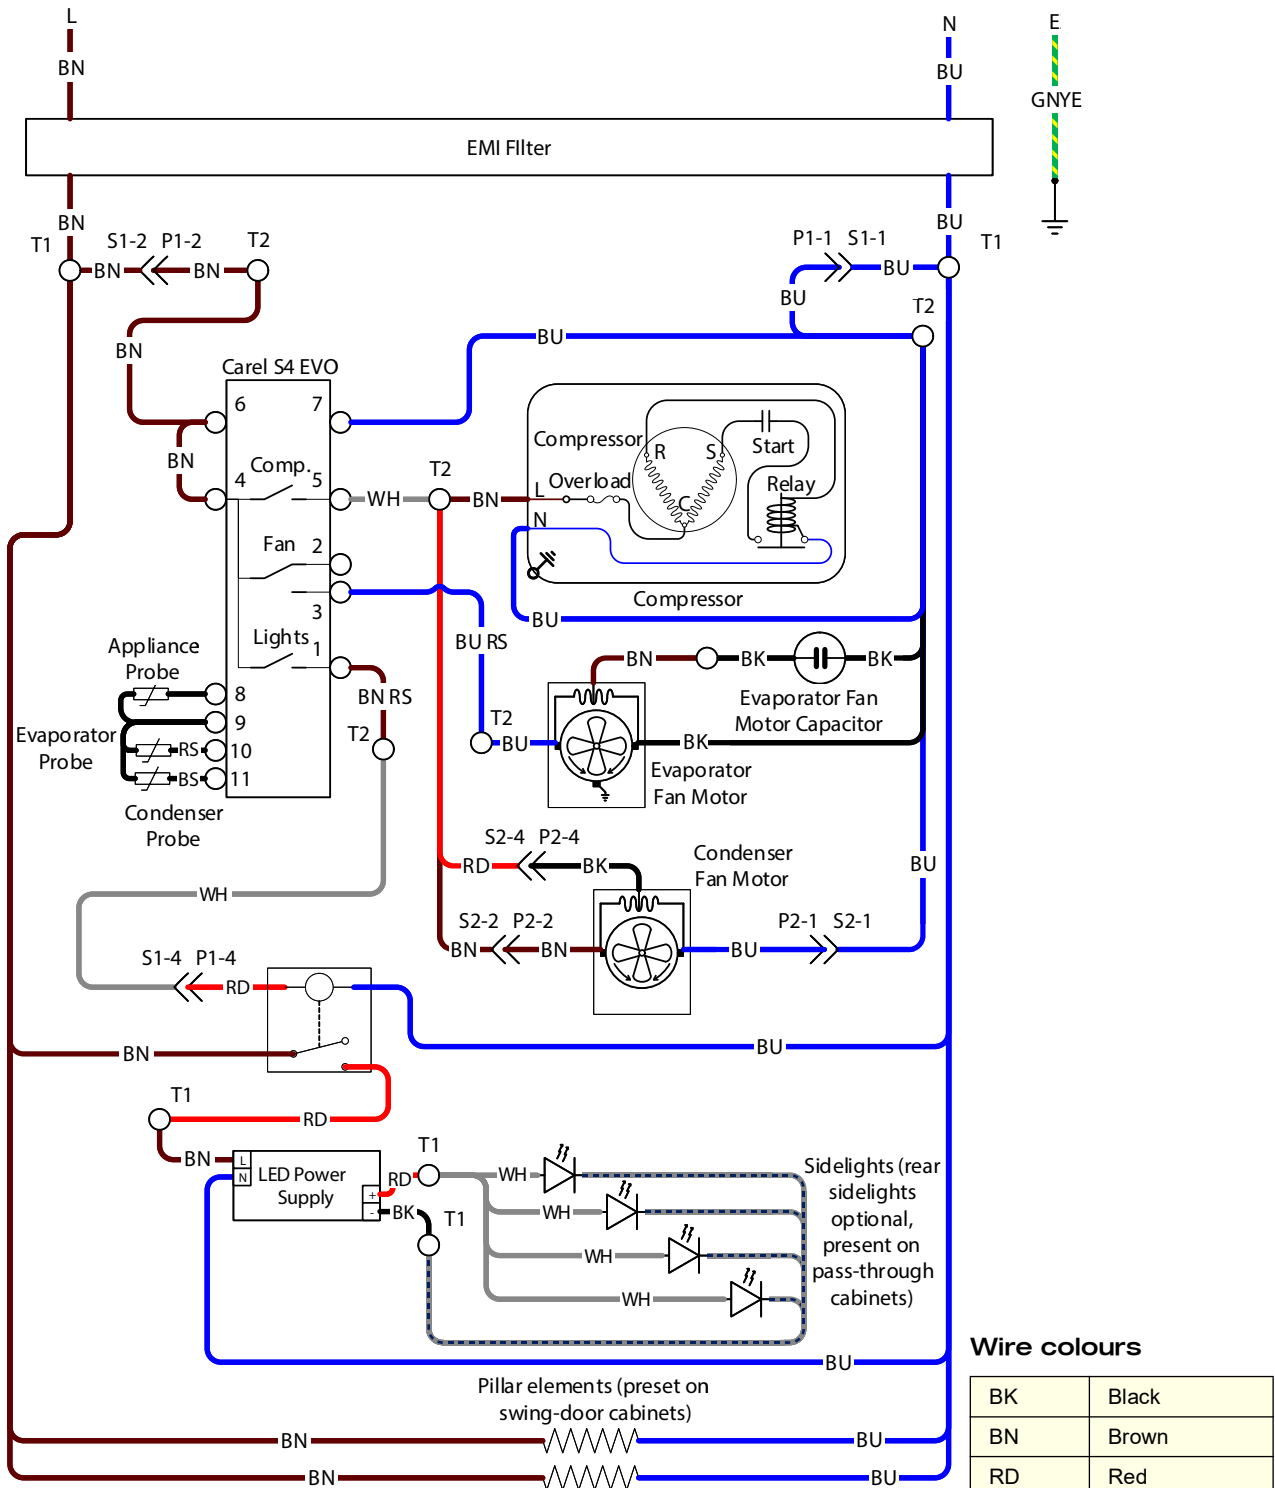 L
N
E
BN
BU
GNYE
EMI FIlter
BN
BU
T1
S1-2 P1-2
T2
P1-1 S1-1
T1
BN
BN
BU
BU
T2
BN
BU
Carel S4 EVO
6
7
BN
Comp.
4
5
WH
T2
BN
Compressor
R
S
Start
Overload
L
C
Relay
N
Fan
2
3
Compressor
BU
Lights
1
BU RS
BN RS
Appliance
Probe
8
9
10
11
Evaporator
Probe
RS
BS
Condenser
Probe
T2
BN
BK
BK
Evaporator Fan
Motor Capacitor
T2
BU
BK
Evaporator
Fan Motor
S2-4 P2-4
RD
BK
Condenser
Fan Motor
BU
WH
S2-2 P2-2
BN
BN
BU
P2-1 S2-1
S1-4 P1-4
RD
BN
BU
T1
RD
BN
L
N
LED Power
Supply
+
-
RD
T1
BK
T1
WH
WH
WH
WH
Sidelights (rear
sidelights
optional,
present on
pass-through
cabinets)
BU
Pillar elements (preset on
swing-door cabinets)
BN
BU
BN
BU
Wire colours
BK Black
BN Brown
RD Red